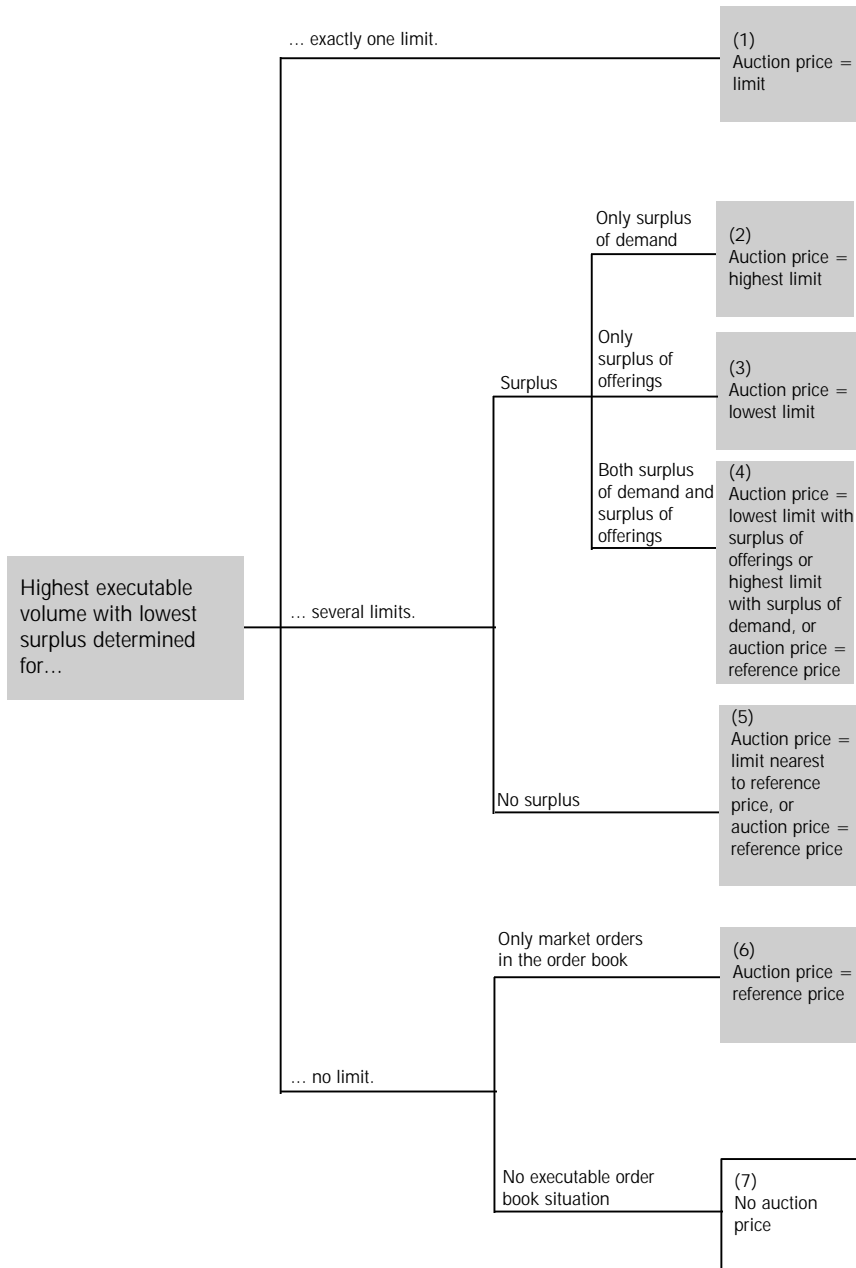 ... exactly one limit.
(1)
Auction price =
limit
Only surplus
of demand
(2)
Auction price =
highest limit
Surplus
Only
surplus of
offerings
(3)
Auction price =
lowest limit
Both surplus
of demand and
surplus of
offerings
(4)
Auction price =
lowest limit with
surplus of
offerings or
highest limit
with surplus of
demand, or
auction price =
reference price
Highest executable
volume with lowest
surplus determined
for...
... several limits.
No surplus
(5)
Auction price =
limit nearest
to reference
price, or
auction price =
reference price
Only market orders
in the order book
(6)
Auction price =
reference price
... no limit.
No executable order
book situation
(7)
No auction
price